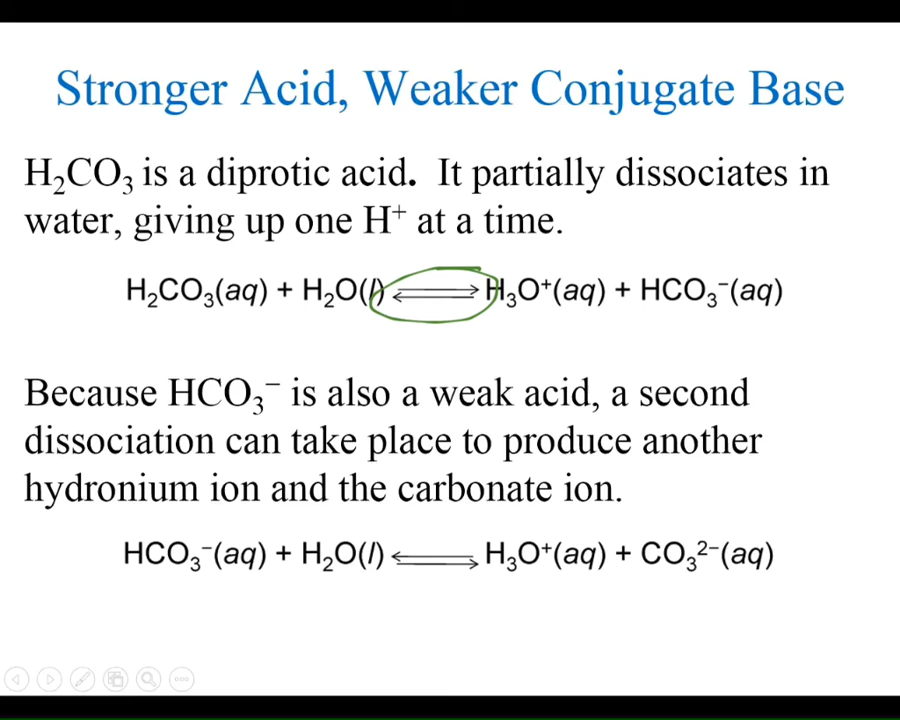 Stronger Acid, Weaker Conjugate Base
H₂CO₃ is a diprotic acid. It partially dissociates in
water, giving up one H⁺ at a time.
H₂CO₃(aq) + H₂O(l) ⇌ H₃O⁺(aq) + HCO₃⁻(aq)
Because HCO₃⁻ is also a weak acid, a second
dissociation can take place to produce another
hydronium ion and the carbonate ion.
HCO₃⁻(aq) + H₂O(l) ⇌ H₃O⁺(aq) + CO₃²⁻(aq)